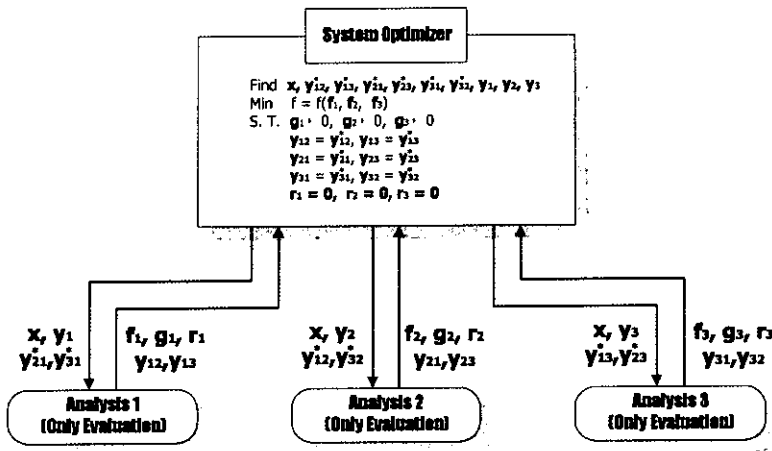 System Optimizer
Find x, y*12, y*13, y*21, y*23, y*31, y*32, y1, y2, y3
Min f = f(f1, f2, f3)
S. T. g1 › 0, g2 › 0, g3 › 0
y12 = y*12, y13 = y*13
y21 = y*21, y23 = y*23
y31 = y*31, y32 = y*32
r1 = 0, r2 = 0, r3 = 0
x, y1
y*21,y*31
f1, g1, r1
y12,y13
x, y2
y*12,y*32
f2, g2, r2
y21,y23
x, y3
y*13,y*23
f3, g3, r3
y31,y32
Analysis 1
(Only Evaluation)
Analysis 2
(Only Evaluation)
Analysis 3
(Only Evaluation)